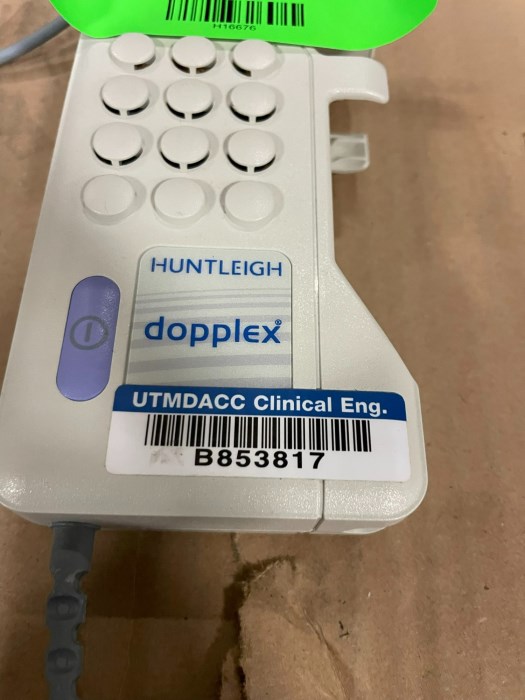 H16676
HUNTLEIGH
dopplex®
UTMDACC Clinical Eng.
B853817